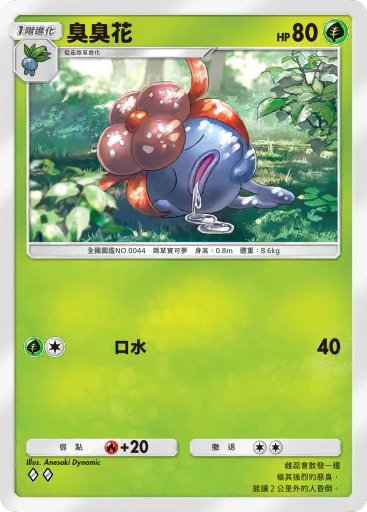 1階進化
臭臭花
HP 80
從走路草進化
全國圖鑑NO.0044 雜草寶可夢 身高：0.8m 體重：8.6kg
口水 40
弱點 +20
撤退
Illus. Anesaki Dynamic
雌蕊會散發一種
極其強烈的惡臭，
能讓２公里外的人昏倒。